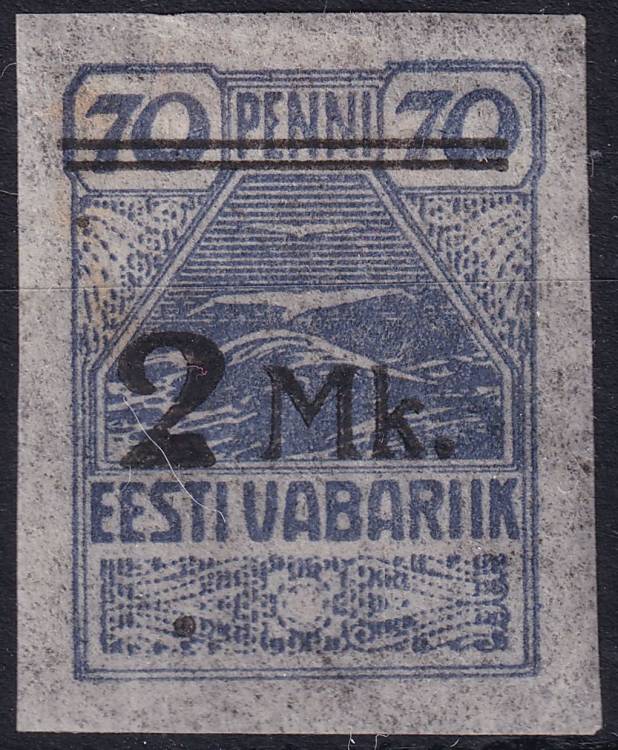 70 PENNI 70
2 Mk.
EESTI VABARIIK